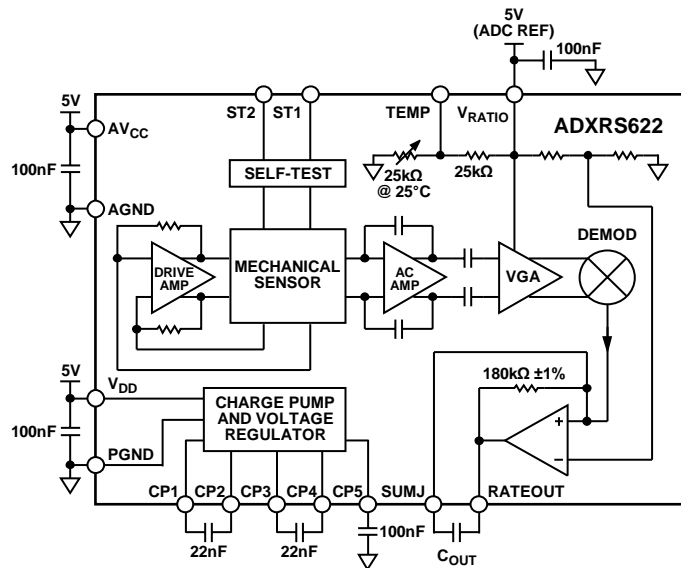 5V
(ADC REF)
100nF
5V
AVCC
100nF
AGND
ST2
ST1
TEMP
VRATIO
ADXRS622
25kΩ
@ 25°C
25kΩ
SELF-TEST
DEMOD
DRIVE
AMP
MECHANICAL
SENSOR
AC
AMP
VGA
5V
VDD
100nF
PGND
CHARGE PUMP
AND VOLTAGE
REGULATOR
180kΩ ±1%
+
–
CP1
CP2
CP3
CP4
CP5
SUMJ
RATEOUT
22nF
22nF
100nF
COUT